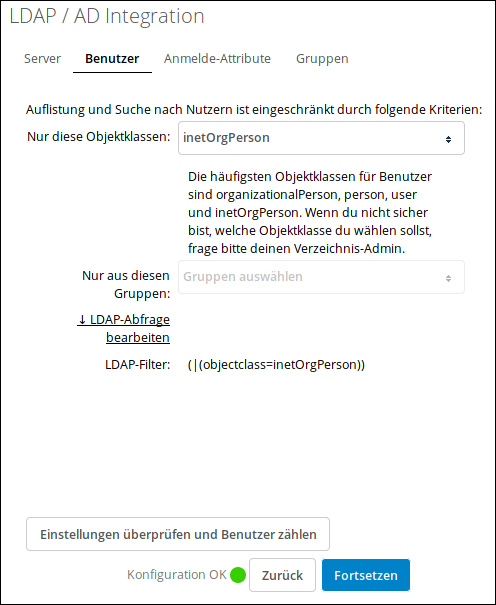 LDAP / AD Integration
Server Benutzer Anmelde-Attribute Gruppen
Auflistung und Suche nach Nutzern ist eingeschränkt durch folgende Kriterien:
Nur diese Objektklassen: inetOrgPerson
Die häufigsten Objektklassen für Benutzer
sind organizationalPerson, person, user
und inetOrgPerson. Wenn du nicht sicher
bist, welche Objektklasse du wählen sollst,
frage bitte deinen Verzeichnis-Admin.
Nur aus diesen Gruppen auswählen
Gruppen:
↓ LDAP-Abfrage
bearbeiten
LDAP-Filter: (|(objectclass=inetOrgPerson))
Einstellungen überprüfen und Benutzer zählen
Konfiguration OK Zurück Fortsetzen